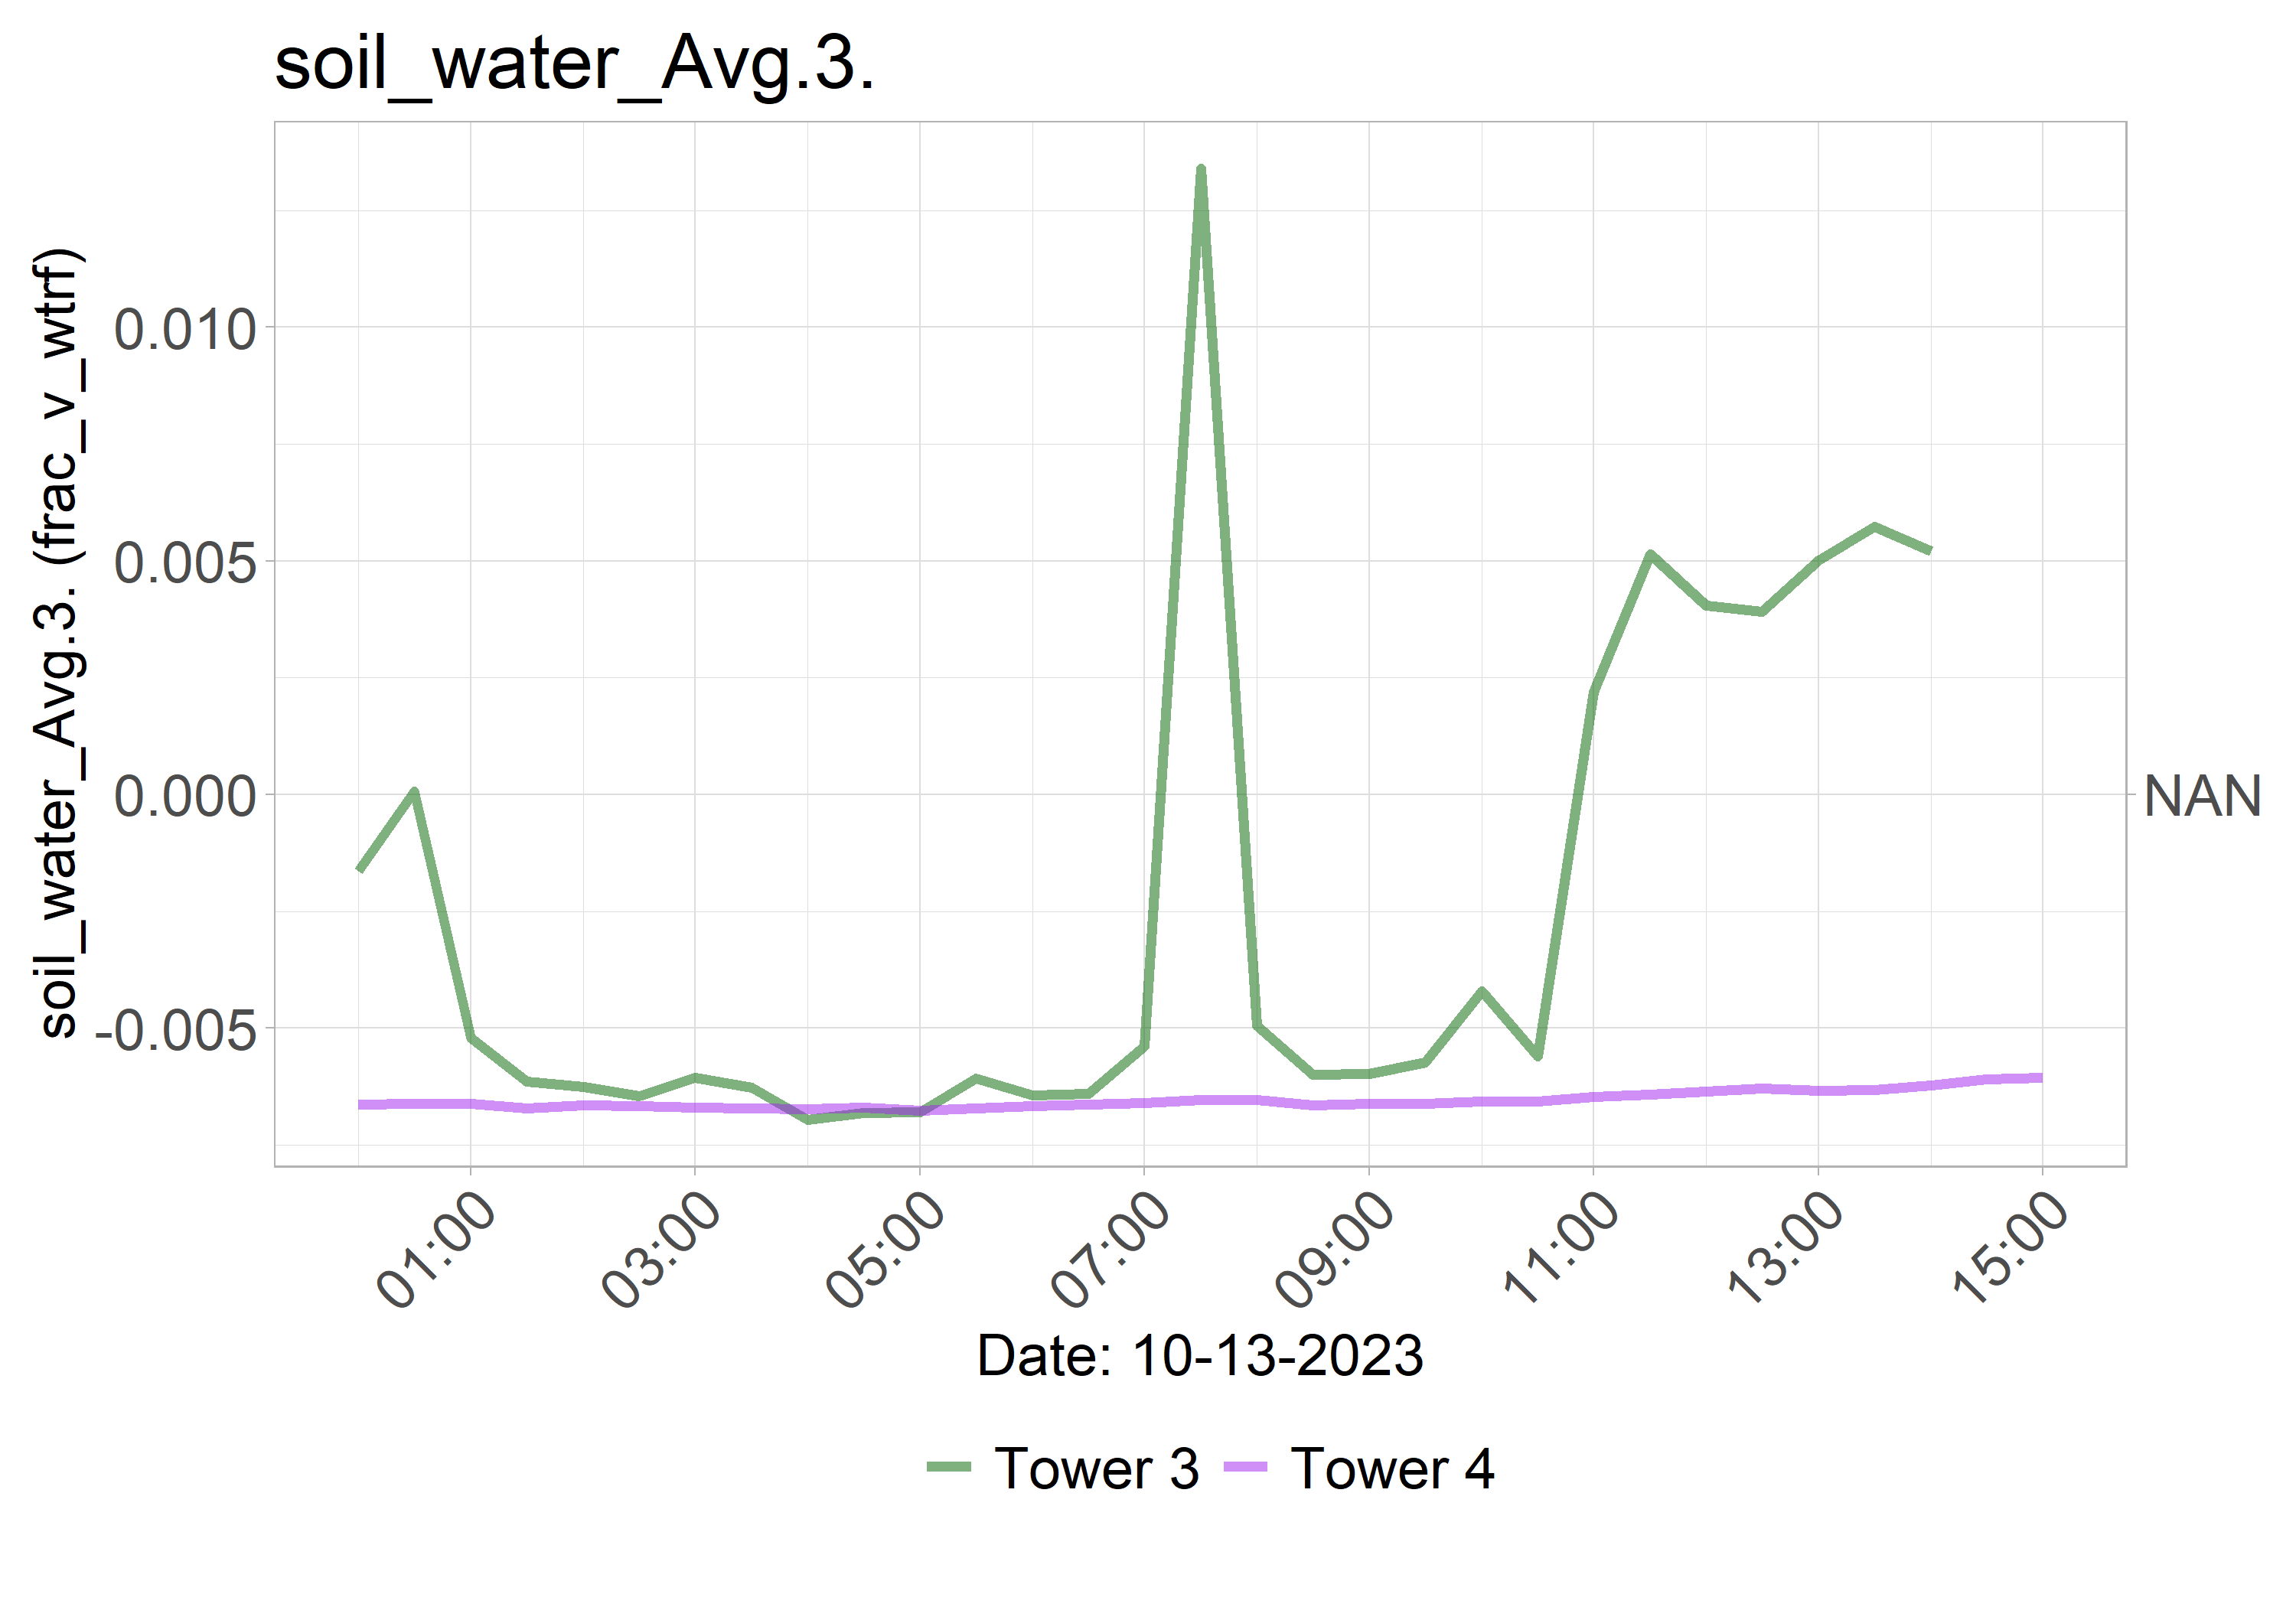 soil_water_Avg.3.
soil_water_Avg.3. (frac_v_wtrf)
0.010
0.005
0.000
-0.005
NAN
01:00
03:00
05:00
07:00
09:00
11:00
13:00
15:00
Date: 10-13-2023
Tower 3
Tower 4